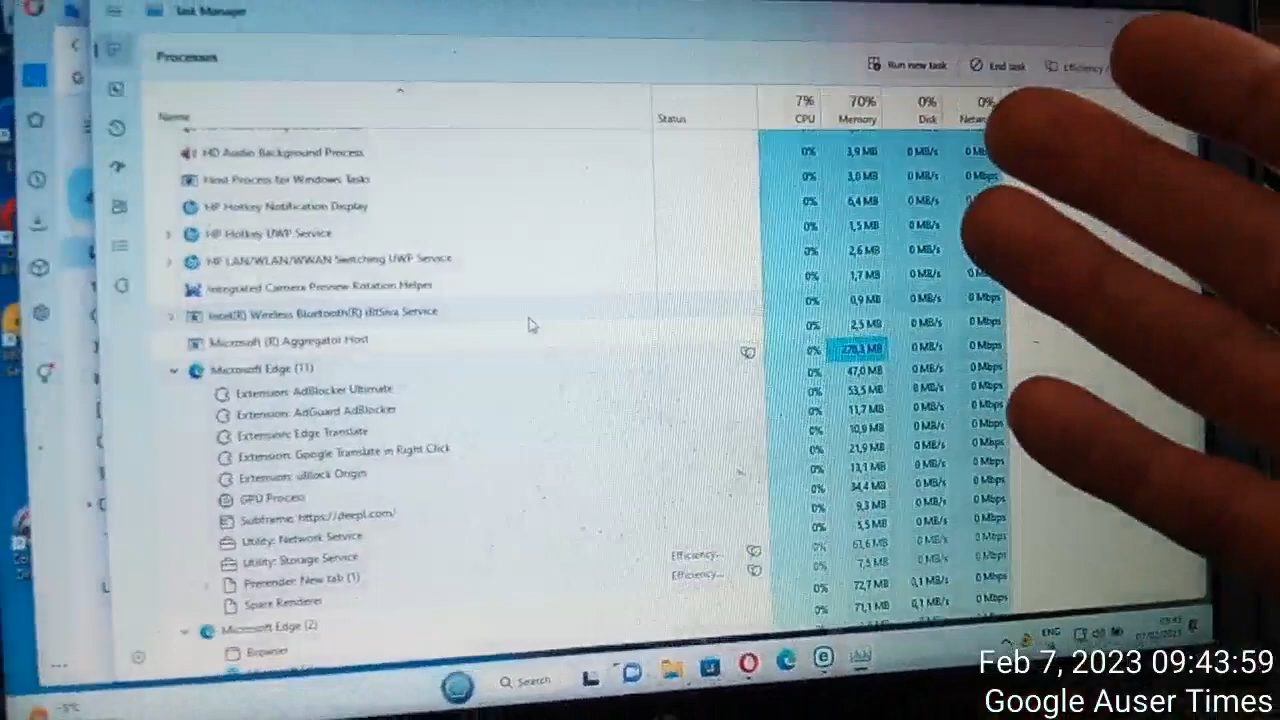 Task Manager
Processes
Run new task
End task
Efficiency
7%
70%
0%
0%
Name
Status
CPU
Memory
Disk
HD Audio Background Process
0%
3,9 MB
0 MB/s
Host Process for Windows Tasks
0%
3,0 MB
0 MB/s
0 Mbps
HP Hotkey Notification Display
0%
6,4 MB
0 MB/s
HP Hotkey UWP Service
0%
1,5 MB
0 MB/s
HP LAN/WLAN/WWAN Switching UWP Service
0%
2,6 MB
0 MB/s
Integrated Camera Preview Rotation Helper
0%
1,7 MB
0 MB/s
Intel(R) Wireless Bluetooth(R) iBtSiva Service
0%
0,9 MB
0 MB/s
0 Mbps
Microsoft (R) Aggregator Host
0%
2,5 MB
0 MB/s
0 Mbps
Microsoft Edge (11)
0%
0 MB/s
0 Mbps
Extension: AdBlocker Ultimate
0%
47,0 MB
0 MB/s
0 Mbps
Extension: AdGuard AdBlocker
0%
53,5 MB
0 MB/s
0 Mbps
Extension: Edge Translate
0%
11,7 MB
0 MB/s
0 Mbps
Extension: Google Translate in Right Click
0%
10,9 MB
0 MB/s
0 Mbps
Extension: uBlock Origin
0%
21,9 MB
0 MB/s
0 Mbps
GPU Process
0%
13,1 MB
0 MB/s
0 Mbps
Subframe: https://deepl.com/
0%
34,4 MB
0 MB/s
0 Mbps
Utility: Network Service
0%
9,3 MB
0 MB/s
0 Mbps
Utility: Storage Service
0%
5,5 MB
0 MB/s
0 Mbps
Prerender: New tab (1)
Efficiency...
0%
61,6 MB
0 MB/s
0 Mbps
Spare Renderer
Efficiency...
0%
7,5 MB
0 MB/s
0 Mbps
Microsoft Edge (2)
0%
72,7 MB
0,1 MB/s
0 Mbps
Browser
0%
71,1 MB
0,1 MB/s
0 Mbps
Search
ENG
09:43
07/02/2023
-5°C
Feb 7, 2023 09:43:59
Google Auser Times